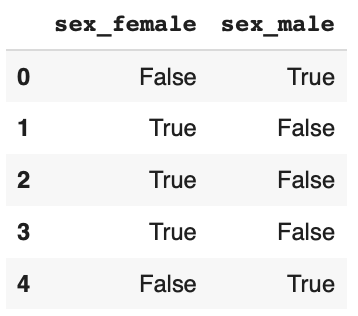 sex_female sex_male
0 False True
1 True False
2 True False
3 True False
4 False True